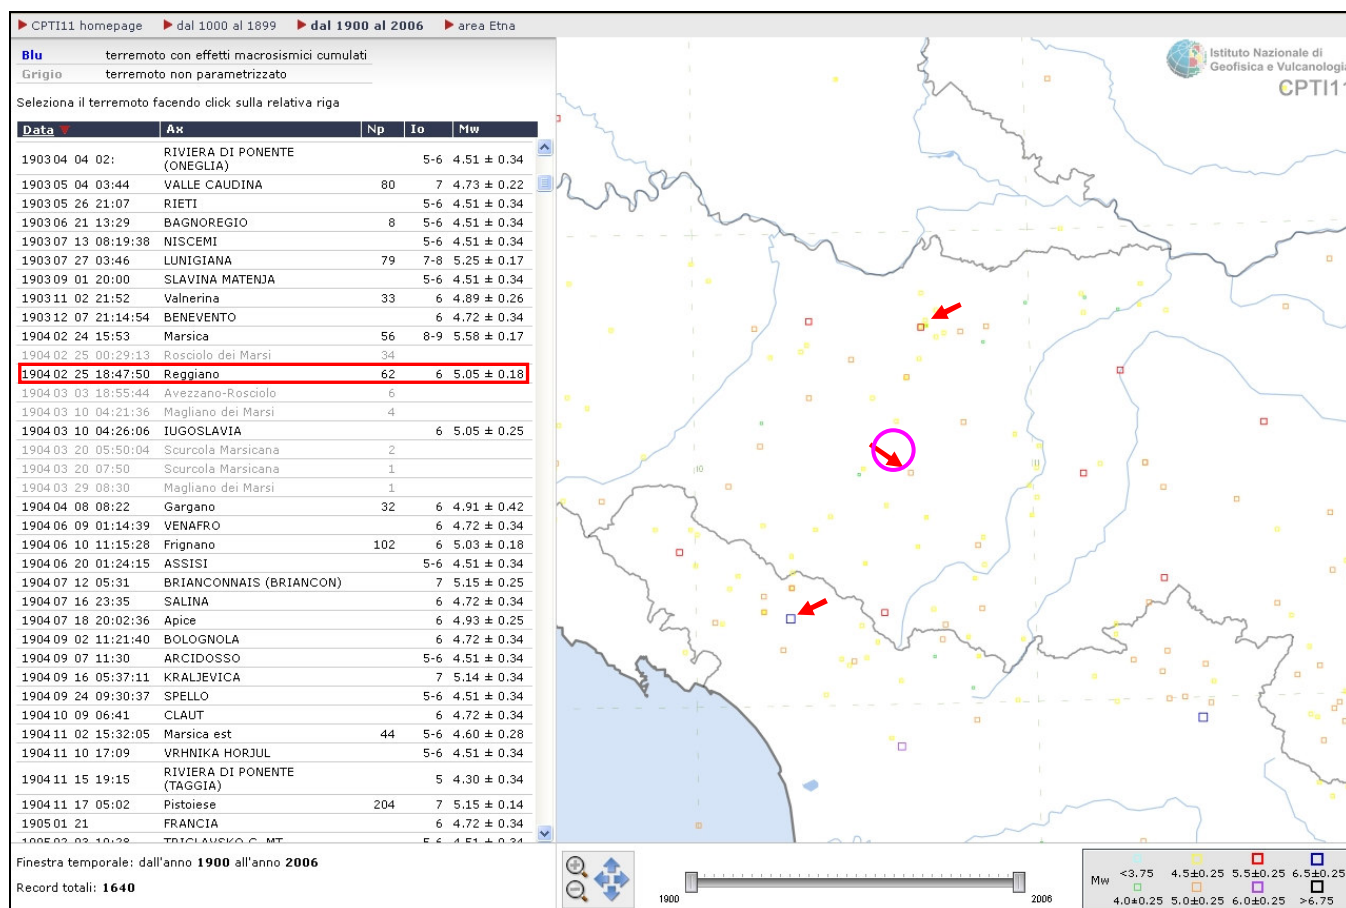 CPTI11 homepage dal 1000 al 1899 dal 1900 al 2006 area Etna
Blu terremoto con effetti macrosismici cumulati
Grigio terremoto non parametrizzato
Seleziona il terremoto facendo click sulla relativa riga
Data Ax Np Io Mw
1903 04 04 02: RIVIERA DI PONENTE (ONEGLIA) 5-6 4.51 ± 0.34
1903 05 04 03:44 VALLE CAUDINA 80 7 4.73 ± 0.22
1903 05 26 21:07 RIETI 5-6 4.51 ± 0.34
1903 06 21 13:29 BAGNOREGIO 8 5-6 4.51 ± 0.34
1903 07 13 08:19:38 NISCEMI 5-6 4.51 ± 0.34
1903 07 27 03:46 LUNIGIANA 79 7-8 5.25 ± 0.17
1903 09 01 20:00 SLAVINA MATENJA 5-6 4.51 ± 0.34
1903 11 02 21:52 Valnerina 33 6 4.89 ± 0.26
1903 12 07 21:14:54 BENEVENTO 6 4.72 ± 0.34
1904 02 24 15:53 Marsica 56 8-9 5.58 ± 0.17
1904 02 25 00:29:13 Rosciolo dei Marsi 34
1904 02 25 18:47:50 Reggiano 62 6 5.05 ± 0.18
1904 03 03 18:55:44 Avezzano-Rosciolo 6
1904 03 10 04:21:36 Magliano dei Marsi 4
1904 03 10 04:26:06 IUGOSLAVIA 6 5.05 ± 0.25
1904 03 20 05:50:04 Scurcola Marsicana 2
1904 03 20 07:50 Scurcola Marsicana 1
1904 03 29 08:30 Magliano dei Marsi 1
1904 04 08 08:22 Gargano 32 6 4.91 ± 0.42
1904 06 09 01:14:39 VENAFRO 6 4.72 ± 0.34
1904 06 10 11:15:28 Frignano 102 6 5.03 ± 0.18
1904 06 20 01:24:15 ASSISI 5-6 4.51 ± 0.34
1904 07 12 05:31 BRIANCONNAIS (BRIANCON) 7 5.15 ± 0.25
1904 07 16 23:35 SALINA 6 4.72 ± 0.34
1904 07 18 20:02:36 Apice 6 4.93 ± 0.25
1904 09 02 11:21:40 BOLOGNOLA 6 4.72 ± 0.34
1904 09 07 11:30 ARCIDOSSO 5-6 4.51 ± 0.34
1904 09 16 05:37:11 KRALJEVICA 7 5.14 ± 0.34
1904 09 24 09:30:37 SPELLO 5-6 4.51 ± 0.34
1904 10 09 06:41 CLAUT 6 4.72 ± 0.34
1904 11 02 15:32:05 Marsica est 44 5-6 4.60 ± 0.28
1904 11 10 17:09 VRHNIKA HORJUL 5-6 4.51 ± 0.34
1904 11 15 19:15 RIVIERA DI PONENTE (TAGGIA) 5 4.30 ± 0.34
1904 11 17 05:02 Pistoiese 204 7 5.15 ± 0.14
1905 01 21 FRANCIA 6 4.72 ± 0.34
Finestra temporale: dall'anno 1900 all'anno 2006
Record totali: 1640
Istituto Nazionale di
Geofisica e Vulcanologia
CPTI11
10 11
1900 2006
Mw <3.75 4.5±0.25 5.5±0.25 6.5±0.25
4.0±0.25 5.0±0.25 6.0±0.25 >6.75